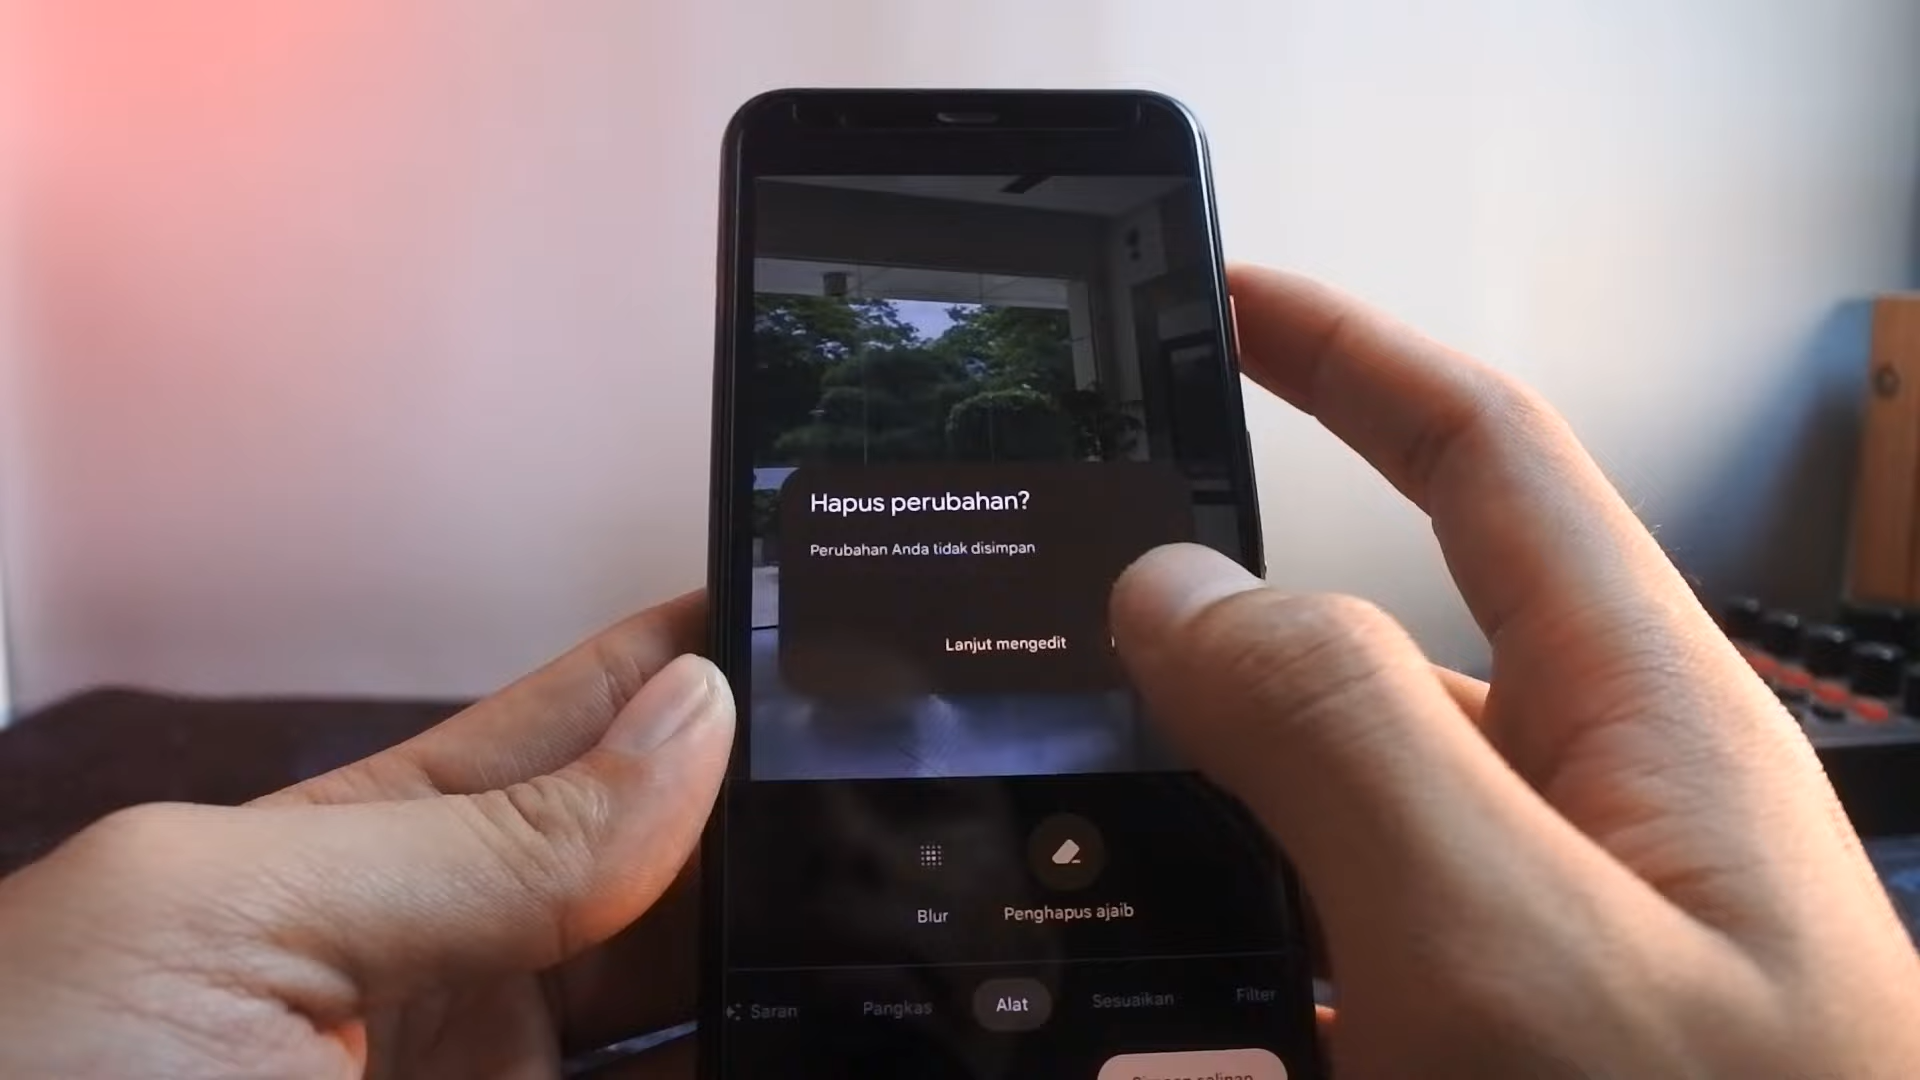 Hapus perubahan?
Perubahan Anda tidak disimpan
Lanjut mengedit
Blur
Penghapus ajaib
Saran
Pangkas
Alat
Sesuaikan
Filter